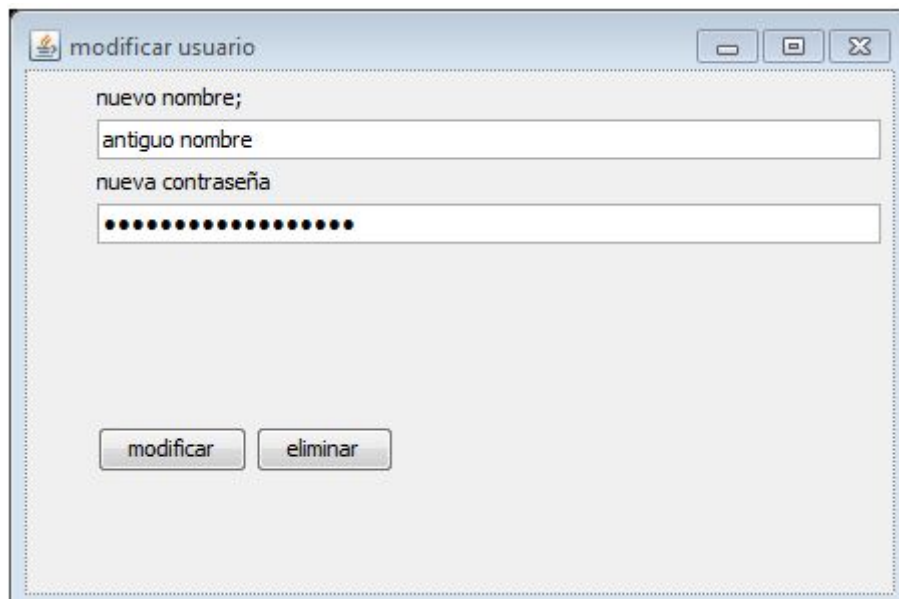 modificar usuario
nuevo nombre;
antiguo nombre
nueva contraseña
••••••••••••••••••
modificar eliminar